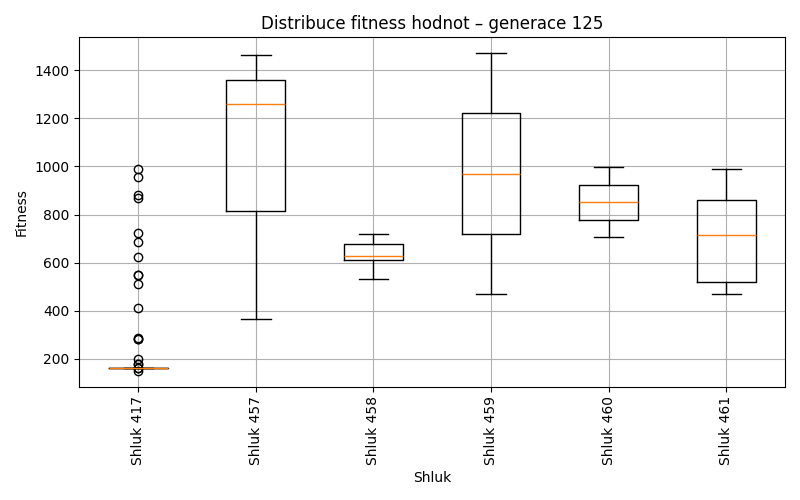 Distribuce fitness hodnot – generace 125
Fitness
1400
1200
1000
800
600
400
200
Shluk 417
Shluk 457
Shluk 458
Shluk 459
Shluk 460
Shluk 461
Shluk